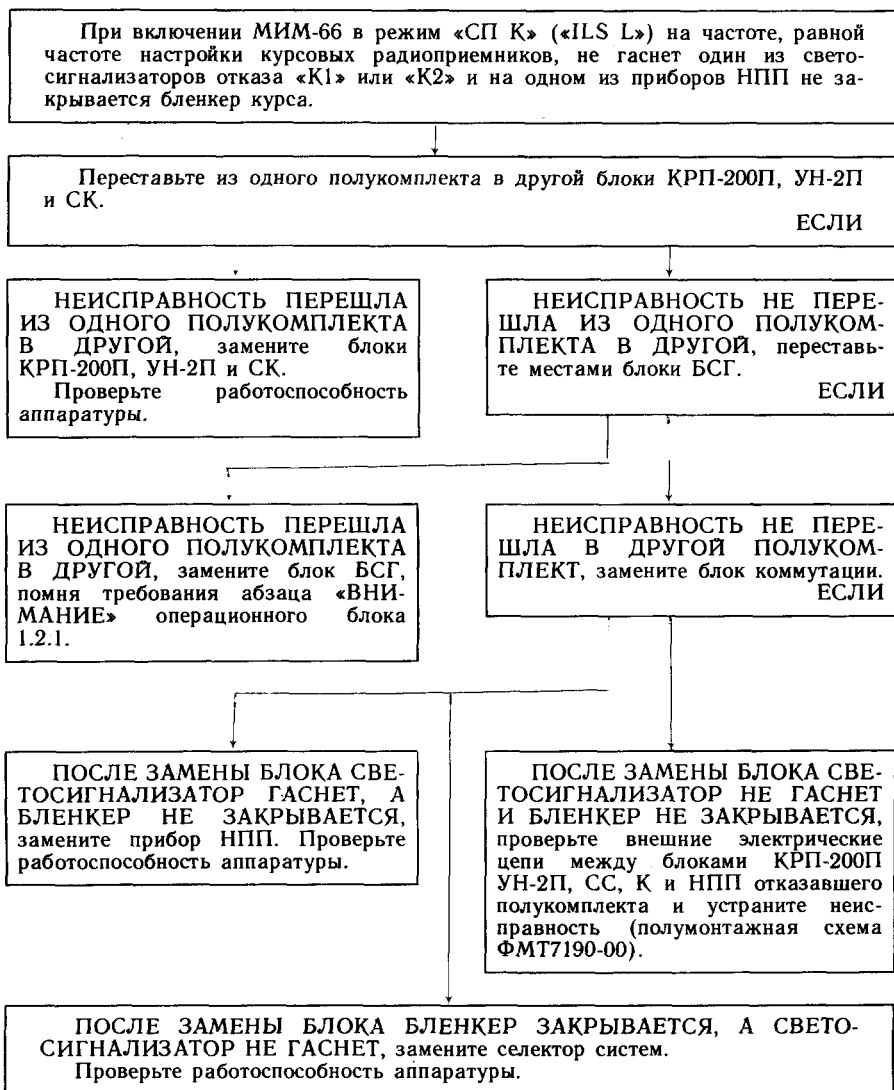 При включении МИМ-66 в режим «СП К» («ILS L») на частоте, равной
частоте настройки курсовых радиоприемников, не гаснет один из свето-
сигнализаторов отказа «К1» или «К2» и на одном из приборов НПП не за-
крывается бленкер курса.
Переставьте из одного полукомплекта в другой блоки КРП-200П, УН-2П
и СК.
ЕСЛИ
НЕИСПРАВНОСТЬ ПЕРЕШЛА
ИЗ ОДНОГО ПОЛУКОМПЛЕКТА
В ДРУГОЙ, замените блоки
КРП-200П, УН-2П и СК.
Проверьте работоспособность
аппаратуры.
НЕИСПРАВНОСТЬ НЕ ПЕРЕ-
ШЛА ИЗ ОДНОГО ПОЛУКОМ-
ПЛЕКТА В ДРУГОЙ, переставь-
те местами блоки БСГ.
ЕСЛИ
НЕИСПРАВНОСТЬ ПЕРЕШЛА
ИЗ ОДНОГО ПОЛУКОМПЛЕКТА
В ДРУГОЙ, замените блок БСГ,
помня требования абзаца «ВНИ-
МАНИЕ» операционного блока
1.2.1.
НЕИСПРАВНОСТЬ НЕ ПЕРЕ-
ШЛА В ДРУГОЙ ПОЛУКОМ-
ПЛЕКТ, замените блок коммутации.
ЕСЛИ
ПОСЛЕ ЗАМЕНЫ БЛОКА СВЕ-
ТОСИГНАЛИЗАТОР ГАСНЕТ, А
БЛЕНКЕР НЕ ЗАКРЫВАЕТСЯ,
замените прибор НПП. Проверьте
работоспособность аппаратуры.
ПОСЛЕ ЗАМЕНЫ БЛОКА СВЕ-
ТОСИГНАЛИЗАТОР НЕ ГАСНЕТ
И БЛЕНКЕР НЕ ЗАКРЫВАЕТСЯ,
проверьте внешние электрические
цепи между блоками КРП-200П
УН-2П, СС, К и НПП отказавшего
полукомплекта и устраните неис-
правность (полумонтажная схема
ФМТ7190-00).
ПОСЛЕ ЗАМЕНЫ БЛОКА БЛЕНКЕР ЗАКРЫВАЕТСЯ, А СВЕТО-
СИГНАЛИЗАТОР НЕ ГАСНЕТ, замените селектор систем.
Проверьте работоспособность аппаратуры.